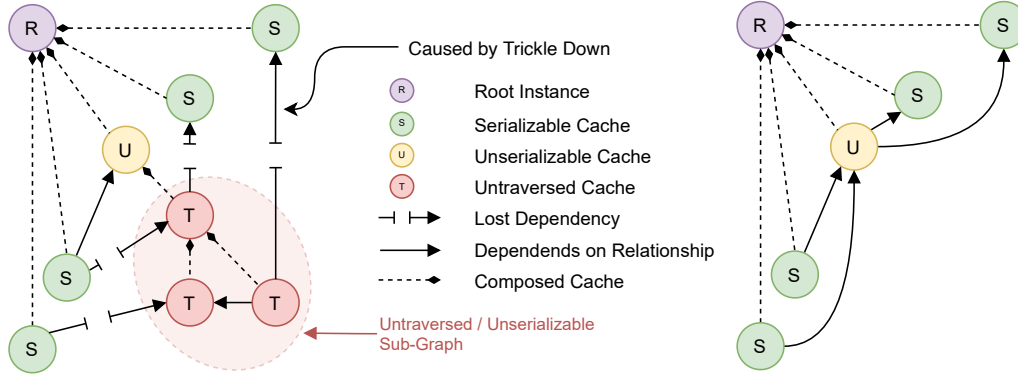 R
S
Caused by Trickle Down
S
U
T
S
T
T
S
R
Root Instance
S
Serializable Cache
U
Unserializable Cache
T
Untraversed Cache
Lost Dependency
Dependends on Relationship
Composed Cache
Untraversed / Unserializable
Sub-Graph
R
S
S
U
S
S